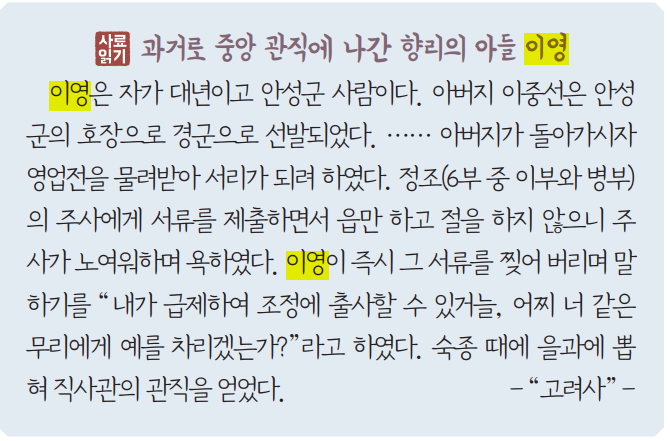 사료읽기 과거로 중앙 관직에 나간 향리의 아들 이영
이영은 자가 대년이고 안성군 사람이다. 아버지 이중선은 안성
군의 호장으로 경군으로 선발되었다. …… 아버지가 돌아가시자
영업전을 물려받아 서리가 되려 하였다. 정조(6부 중 이부와 병부)
의 주사에게 서류를 제출하면서 읍만 하고 절을 하지 않으니 주
사가 노여워하며 욕하였다. 이영이 즉시 그 서류를 찢어 버리며 말
하기를 “내가 급제하여 조정에 출사할 수 있거늘, 어찌 너 같은
무리에게 예를 차리겠는가?”라고 하였다. 숙종 때에 을과에 뽑
혀 직사관의 관직을 얻었다.
– “고려사” –